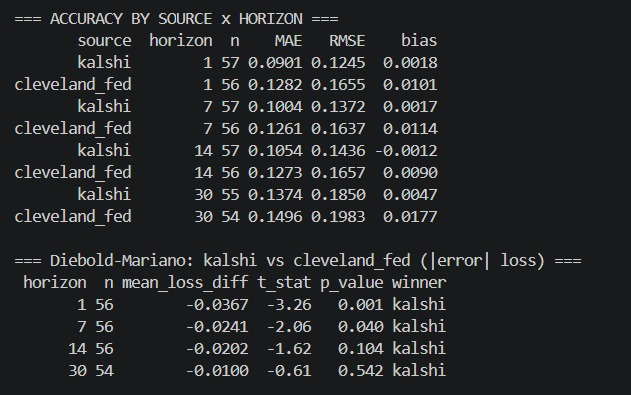 === ACCURACY BY SOURCE x HORIZON ===
source horizon n MAE RMSE bias
kalshi 1 57 0.0901 0.1245 0.0018
cleveland_fed 1 56 0.1282 0.1655 0.0101
kalshi 7 57 0.1004 0.1372 0.0017
cleveland_fed 7 56 0.1261 0.1637 0.0114
kalshi 14 57 0.1054 0.1436 -0.0012
cleveland_fed 14 56 0.1273 0.1657 0.0090
kalshi 30 55 0.1374 0.1850 0.0047
cleveland_fed 30 54 0.1496 0.1983 0.0177
=== Diebold-Mariano: kalshi vs cleveland_fed (|error| loss) ===
horizon n mean_loss_diff t_stat p_value winner
1 56 -0.0367 -3.26 0.001 kalshi
7 56 -0.0241 -2.06 0.040 kalshi
14 56 -0.0202 -1.62 0.104 kalshi
30 54 -0.0100 -0.61 0.542 kalshi